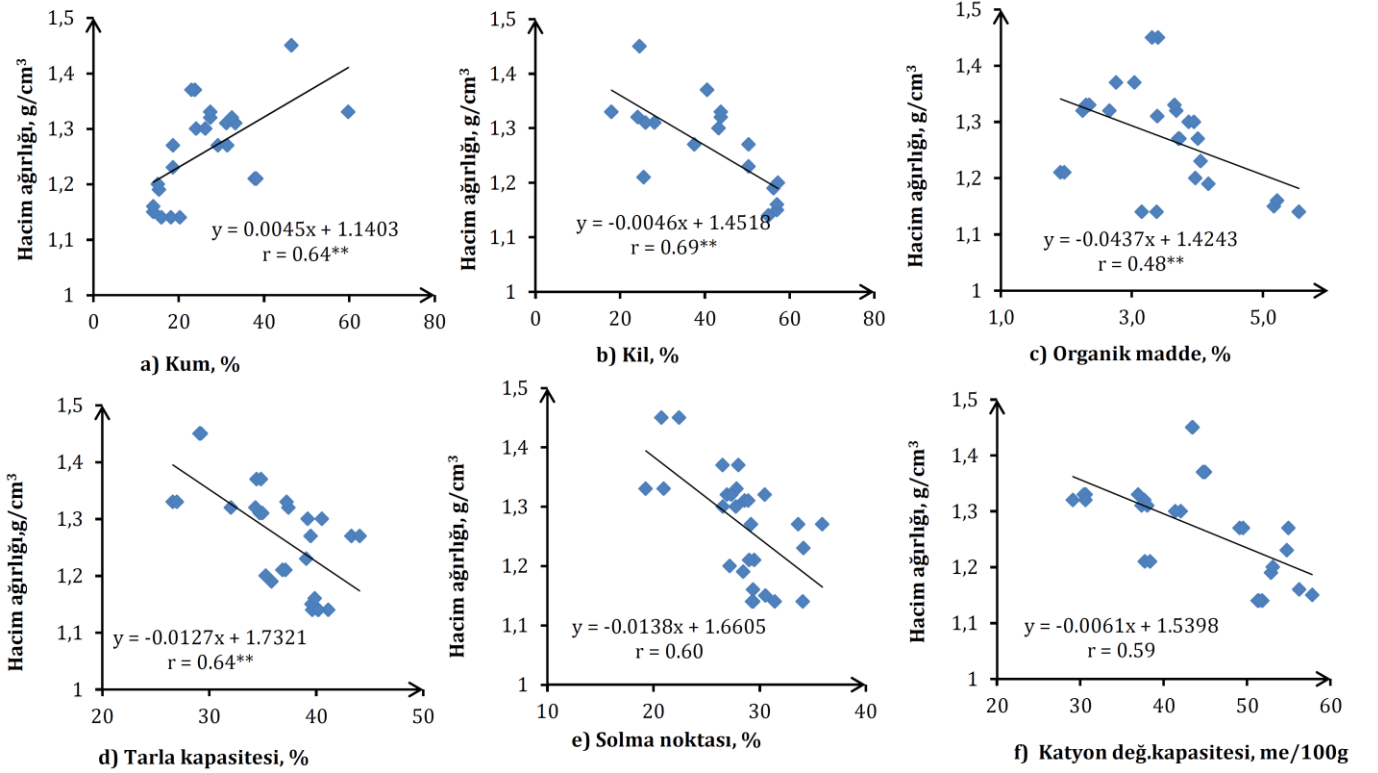 1,5
1,4
1,3
1,2
1,1
1
Hacim ağırlığı, g/cm³
y = 0.0045x + 1.1403
r = 0.64**
0 20 40 60 80
a) Kum, %
1,5
1,4
1,3
1,2
1,1
1
Hacim ağırlığı, g/cm³
y = -0.0046x + 1.4518
r = 0.69**
0 20 40 60 80
b) Kil, %
1,5
1,4
1,3
1,2
1,1
1
Hacim ağırlığı, g/cm³
y = -0.0437x + 1.4243
r = 0.48**
1,0 3,0 5,0
c) Organik madde, %
1,5
1,4
1,3
1,2
1,1
1
Hacim ağırlığı,g/cm³
y = -0.0127x + 1.7321
r = 0.64**
20 30 40 50
d) Tarla kapasitesi, %
1,5
1,4
1,3
1,2
1,1
1
Hacim ağırlığı, g/cm³
y = -0.0138x + 1.6605
r = 0.60
10 20 30 40
e) Solma noktası, %
1,5
1,4
1,3
1,2
1,1
1
Hacim ağırlığı, g/cm³
y = -0.0061x + 1.5398
r = 0.59
20 30 40 50 60
f) Katyon değ.kapasitesi, me/100g